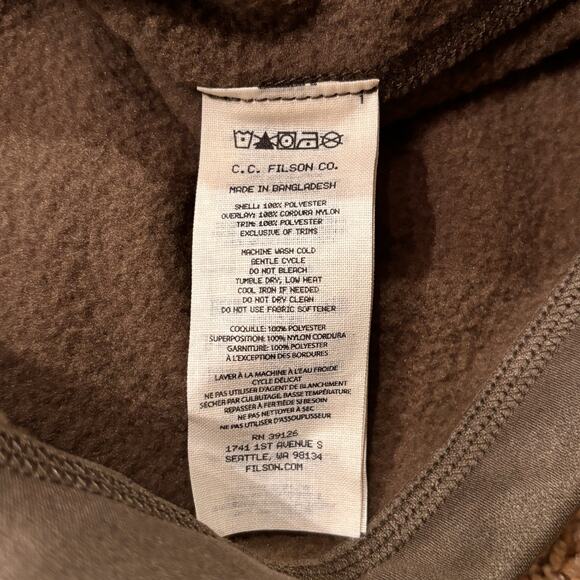 1
C.C. FILSON CO.
MADE IN BANGLADESH
SHELL: 100% POLYESTER
OVERLAY: 100% CORDURA NYLON
TRIM: 100% POLYESTER
EXCLUSIVE OF TRIMS
MACHINE WASH COLD
GENTLE CYCLE
DO NOT BLEACH
TUMBLE DRY, LOW HEAT
COOL IRON IF NEEDED
DO NOT DRY CLEAN
DO NOT USE FABRIC SOFTENER
COQUILLE: 100% POLYESTER
SUPERPOSITION: 100% NYLON CORDURA
GARNITURE: 100% POLYESTER
À L'EXCEPTION DES BORDURES
LAVER À LA MACHINE À L'EAU FROIDE
CYCLE DÉLICAT
NE PAS UTILISER D'AGENT DE BLANCHIMENT
SÉCHER PAR CULBUTAGE, BASSE TEMPÉRATURE
REPASSER À FER TIÈDE SI BESOIN
NE PAS NETTOYER À SEC
NE PAS UTILISER D'ASSOUPLISSEUR
RN 39126
1741 1ST AVENUE S
SEATTLE, WA 98134
FILSON.COM